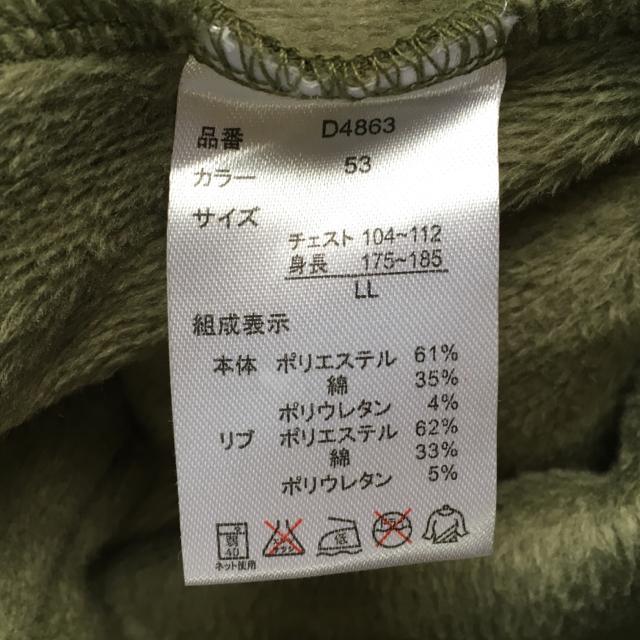 品番 D4863
カラー 53
サイズ
チェスト 104~112
身長 175~185
LL
組成表示
本体 ポリエステル 61%
綿 35%
ポリウレタン 4%
リブ ポリエステル 62%
綿 33%
ポリウレタン 5%
弱
40
低
ネット使用